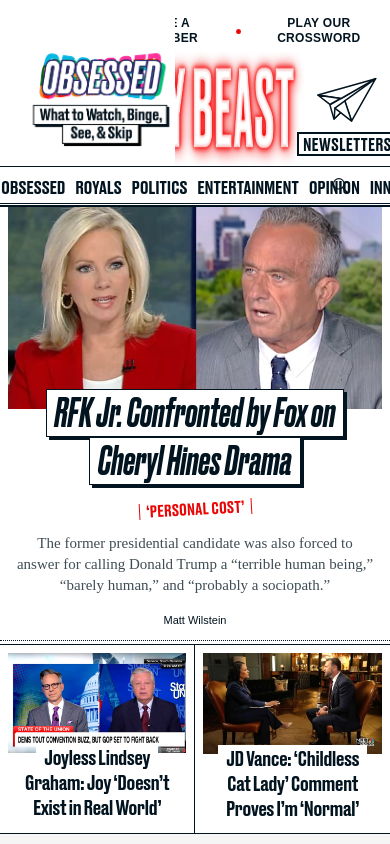 E A
BER
PLAY OUR
CROSSWORD
OBSESSED
What to Watch, Binge,
See, & Skip
Y BEAST
NEWSLETTERS
OBSESSED ROYALS POLITICS ENTERTAINMENT OPINION INN
RFK Jr. Confronted by Fox on
Cheryl Hines Drama
‘PERSONAL COST’
The former presidential candidate was also forced to
answer for calling Donald Trump a “terrible human being,”
“barely human,” and “probably a sociopath.”
Matt Wilstein
STATE OF THE UNION
DEMS TOUT CONVENTION BUZZ, BUT GOP SET TO FIGHT BACK
Joyless Lindsey
Graham: Joy ‘Doesn’t
Exist in Real World’
JD Vance: ‘Childless
Cat Lady’ Comment
Proves I’m ‘Normal’